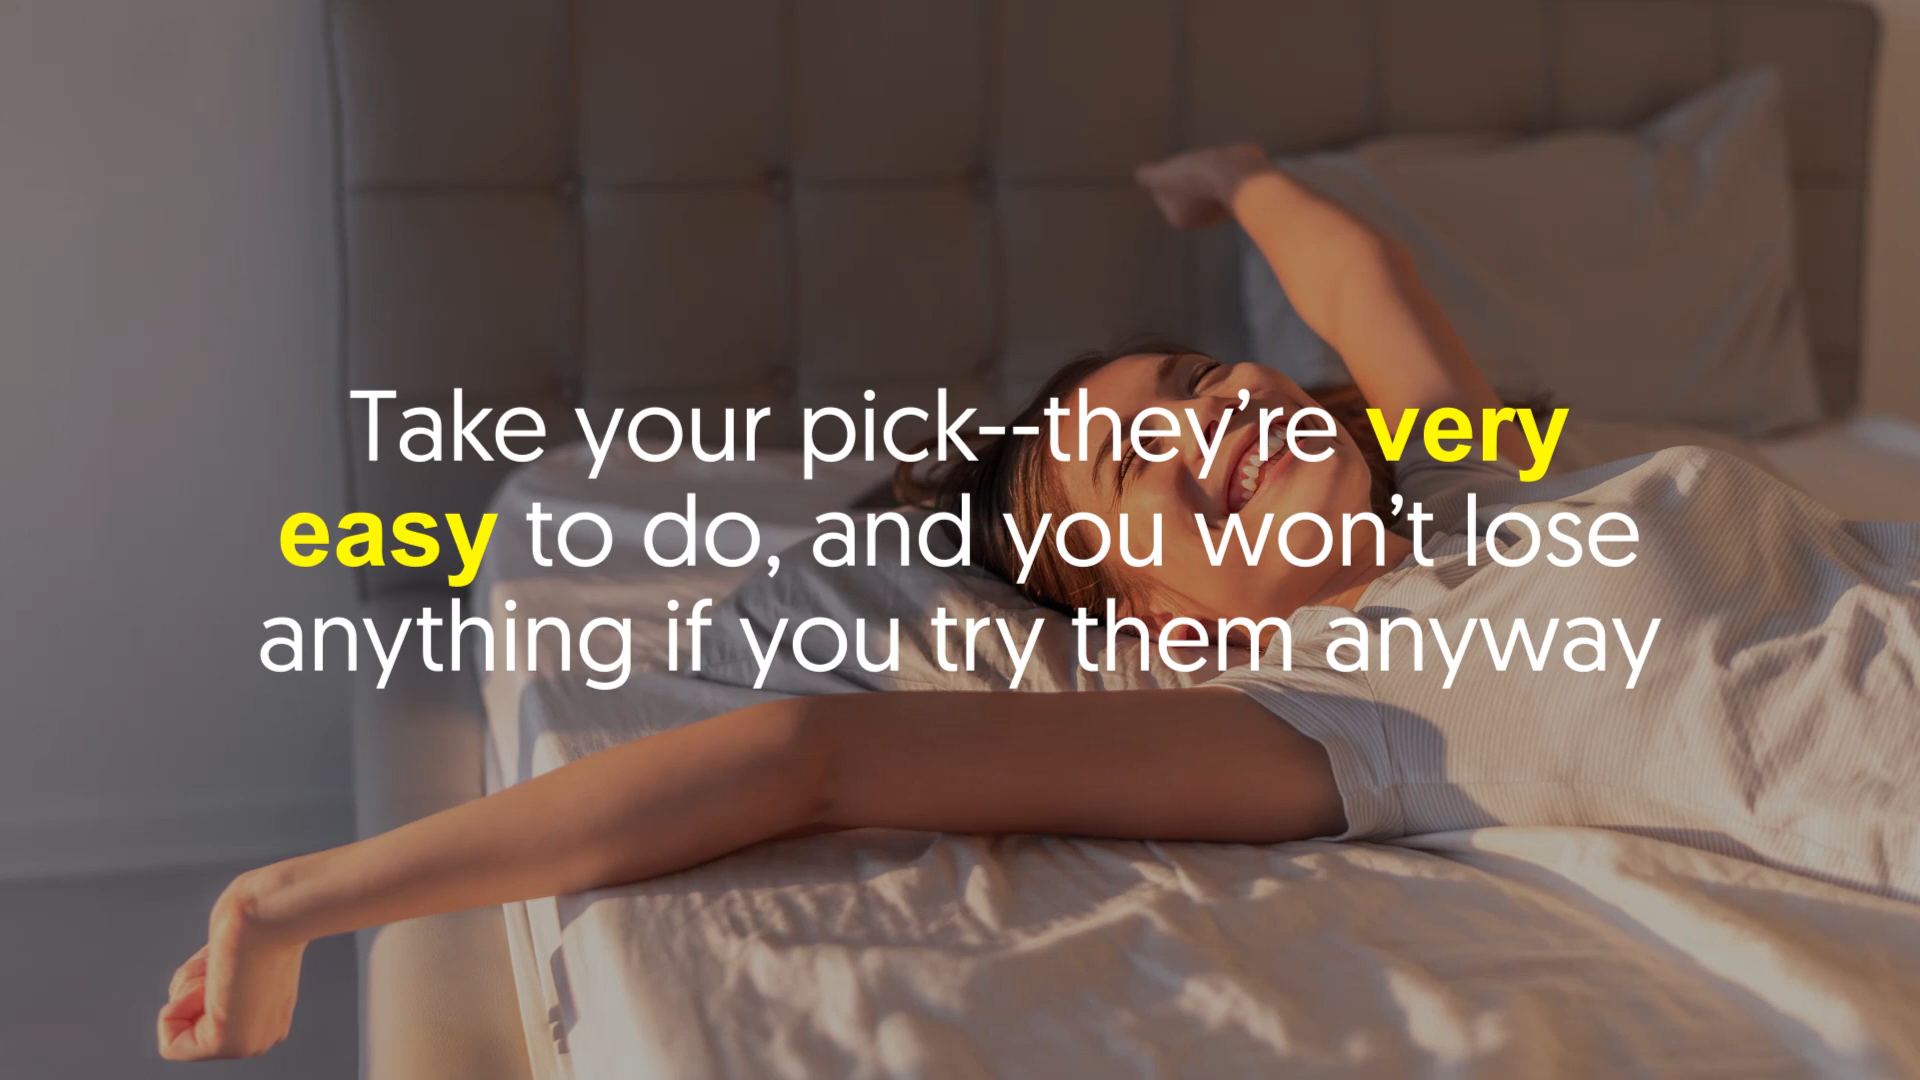 Take your pick--they’re very
easy to do, and you won’t lose
anything if you try them anyway